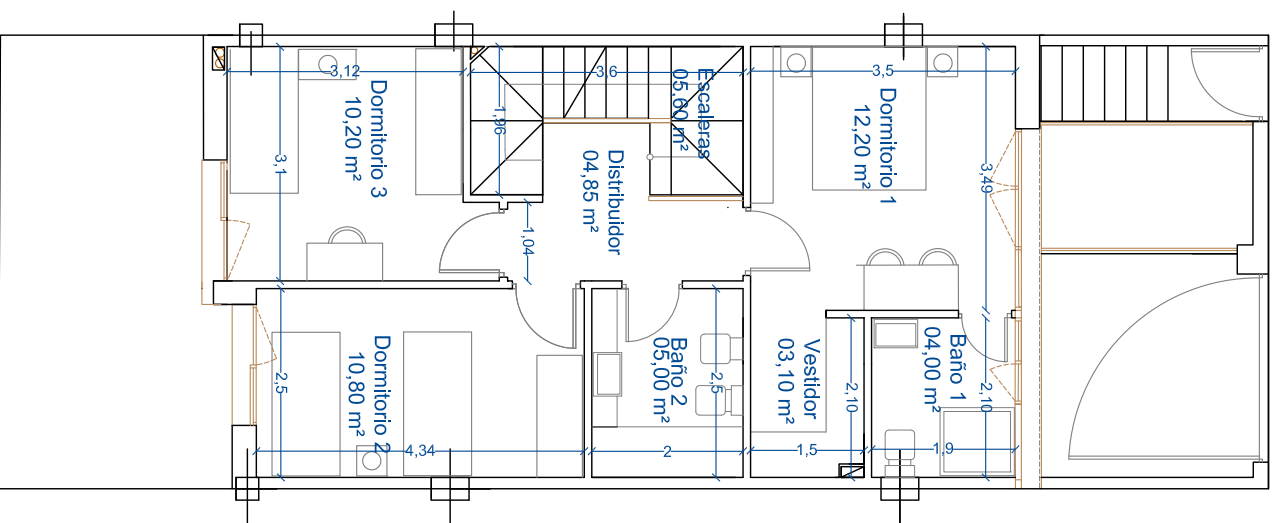 3,12
3,6
3,5
Dormitorio 3
10,20 m²
Escaleras
05,60 m²
Dormitorio 1
12,20 m²
1,96
3,1
Distribuidor
04,85 m²
3,49
1,04
Dormitorio 2
10,80 m²
2,5
Baño 2
05,00 m²
2,5
Vestidor
03,10 m²
2,10
Baño 1
04,00 m²
2,10
4,34
2
1,5
1,9